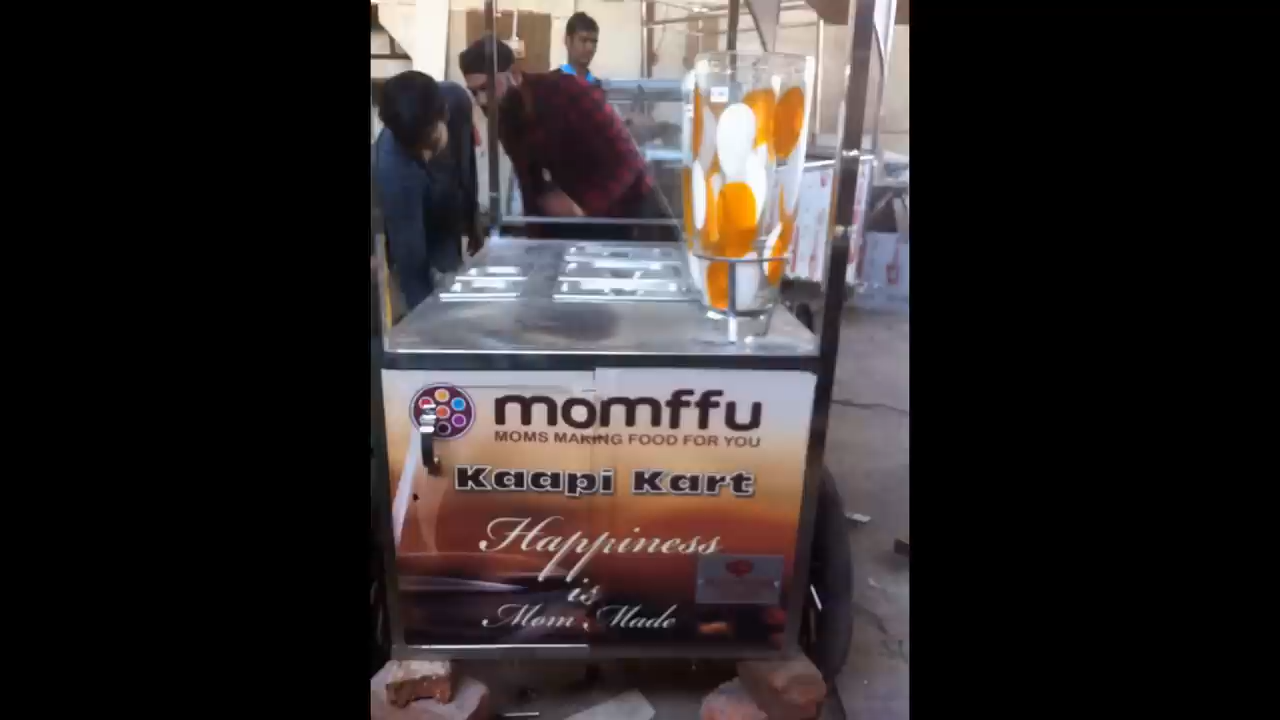 momffu
MOMS MAKING FOOD FOR YOU
Kaapi Kart
Happiness
is
Mom Made